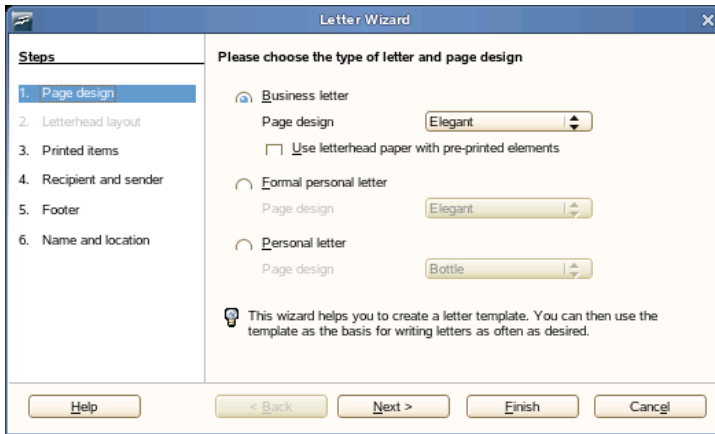 Letter Wizard
Steps
1. Page design
2. Letterhead layout
3. Printed items
4. Recipient and sender
5. Footer
6. Name and location
Please choose the type of letter and page design
Business letter
Page design Elegant
Use letterhead paper with pre-printed elements
Formal personal letter
Page design Elegant
Personal letter
Page design Bottle
This wizard helps you to create a letter template. You can then use the
template as the basis for writing letters as often as desired.
Help < Back Next > Finish Cancel